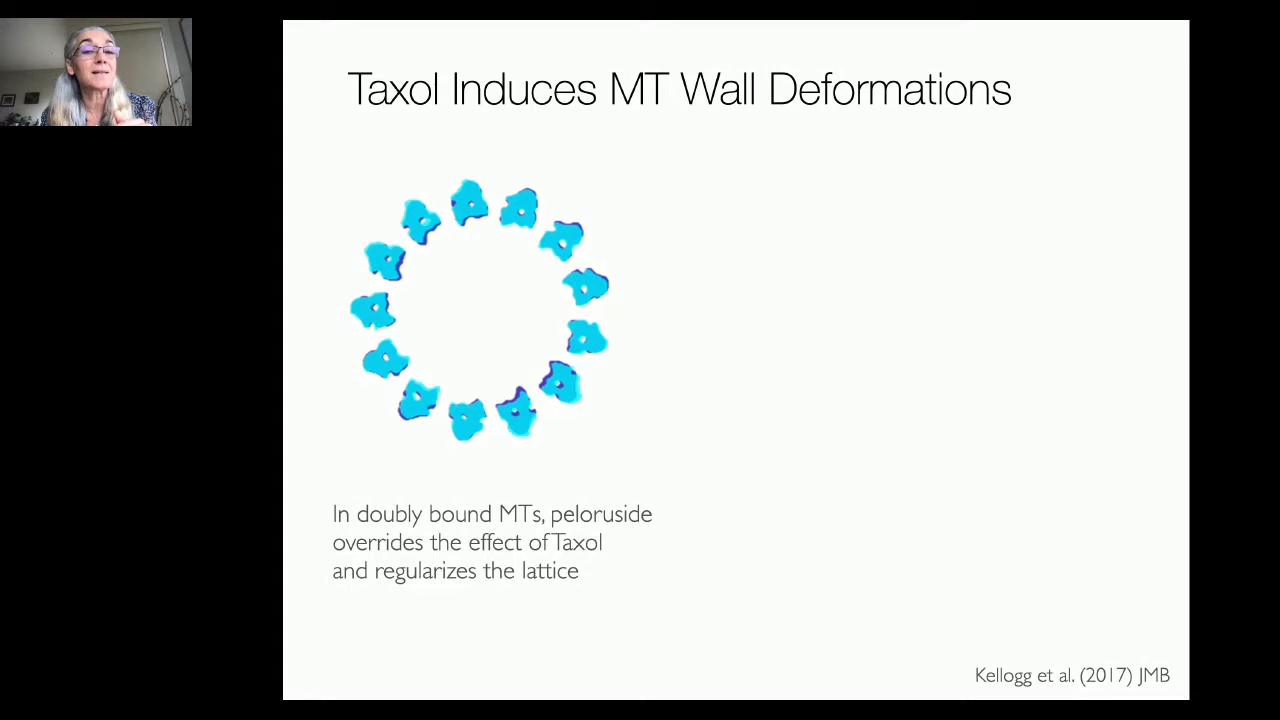 Taxol Induces MT Wall Deformations
In doubly bound MTs, peloruside
overrides the effect of Taxol
and regularizes the lattice
Kellogg et al. (2017) JMB